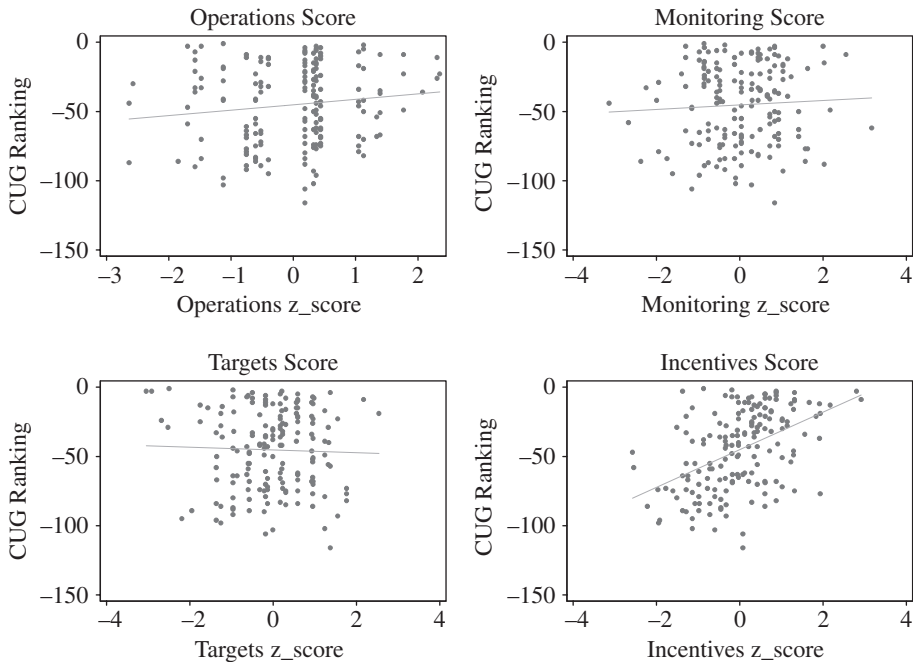 Operations Score
CUG Ranking
0
−50
−100
−150
−3 −2 −1 0 1 2
Operations z_score
Monitoring Score
CUG Ranking
0
−50
−100
−150
−4 −2 0 2 4
Monitoring z_score
Targets Score
CUG Ranking
0
−50
−100
−150
−4 −2 0 2 4
Targets z_score
Incentives Score
CUG Ranking
0
−50
−100
−150
−4 −2 0 2 4
Incentives z_score